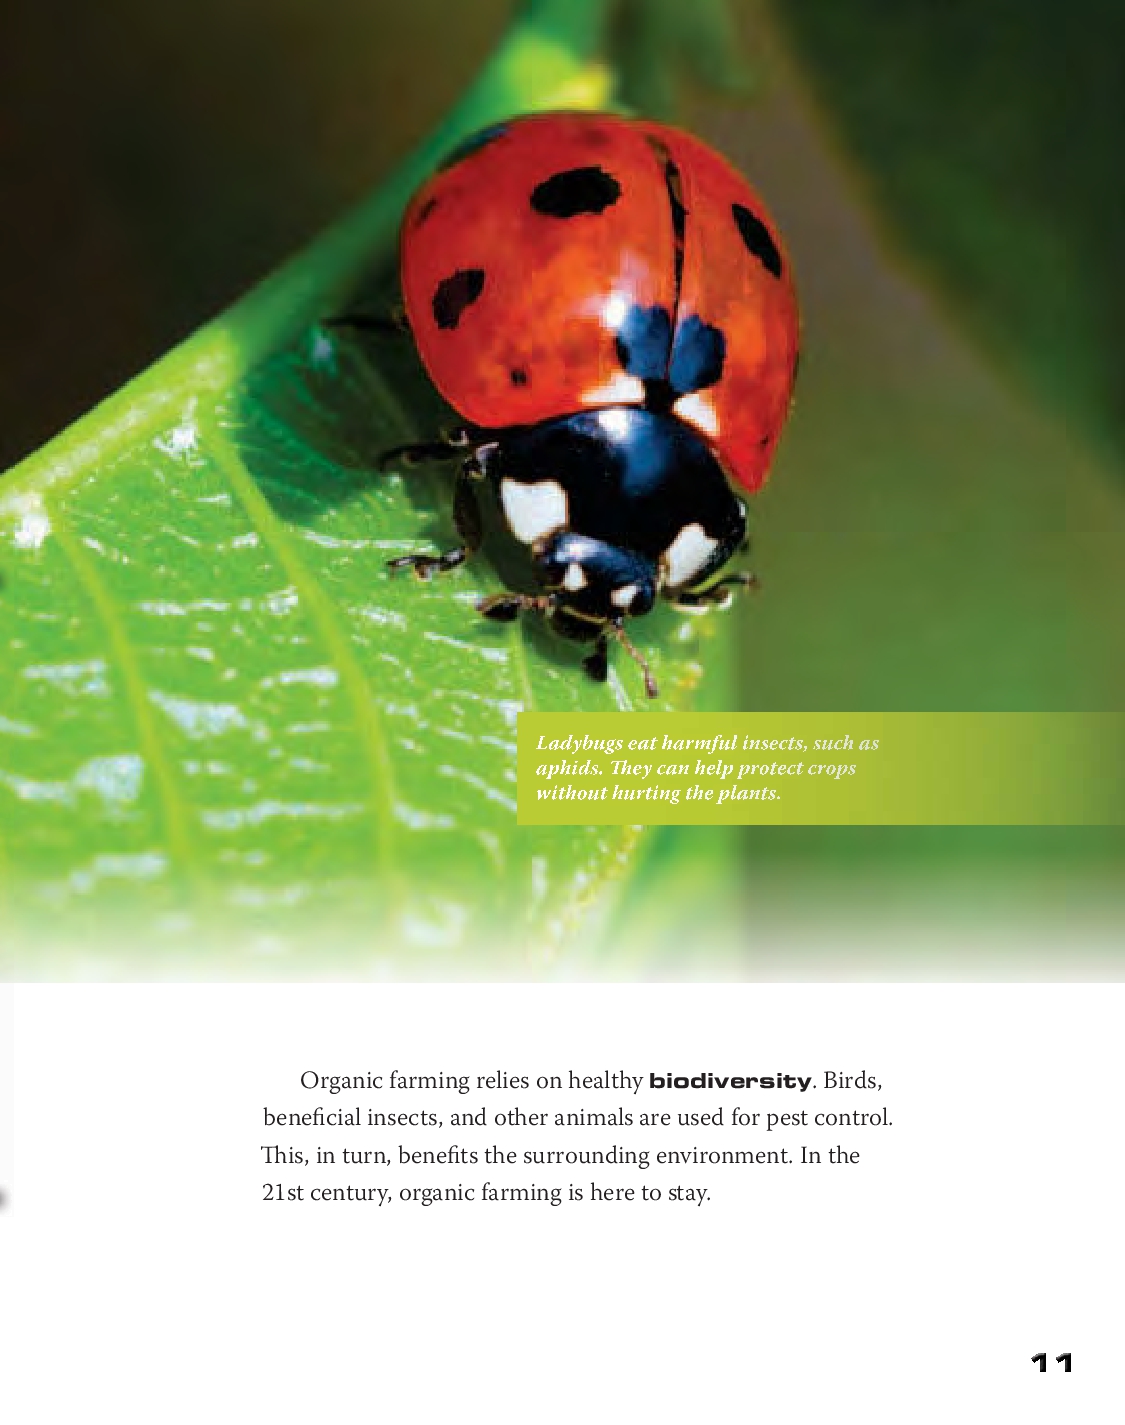 Ladybugs eat harmful insects, such as
aphids. They can help protect crops
without hurting the plants.
Organic farming relies on healthy biodiversity. Birds,
beneficial insects, and other animals are used for pest control.
This, in turn, benefits the surrounding environment. In the
21st century, organic farming is here to stay.
11